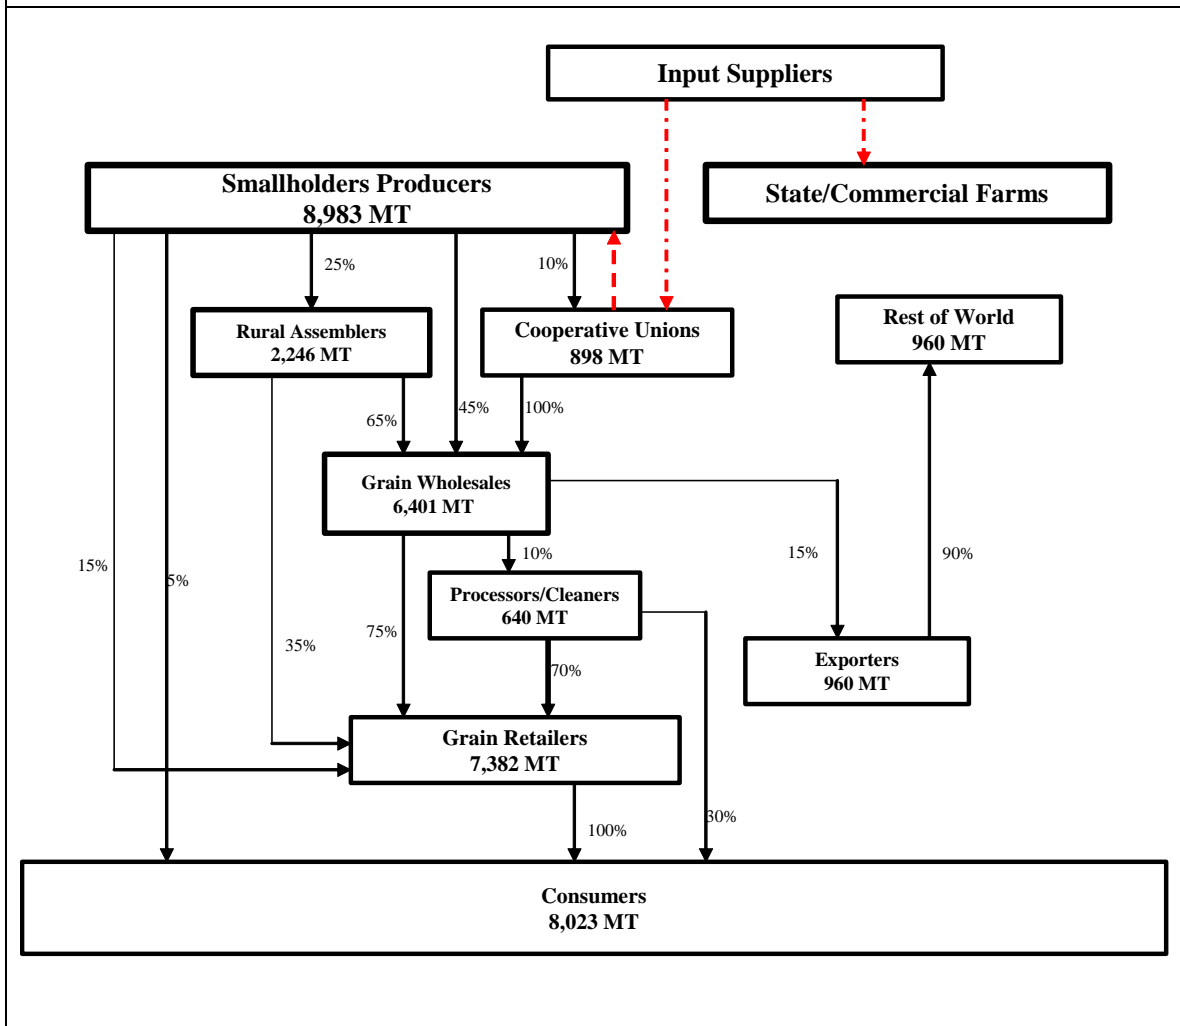 Input Suppliers
Smallholders Producers
8,983 MT
State/Commercial Farms
25%
10%
Rural Assemblers
2,246 MT
Cooperative Unions
898 MT
Rest of World
960 MT
65%
45%
100%
Grain Wholesales
6,401 MT
15%
5%
10%
15%
90%
Processors/Cleaners
640 MT
75%
35%
70%
Exporters
960 MT
Grain Retailers
7,382 MT
100%
30%
Consumers
8,023 MT